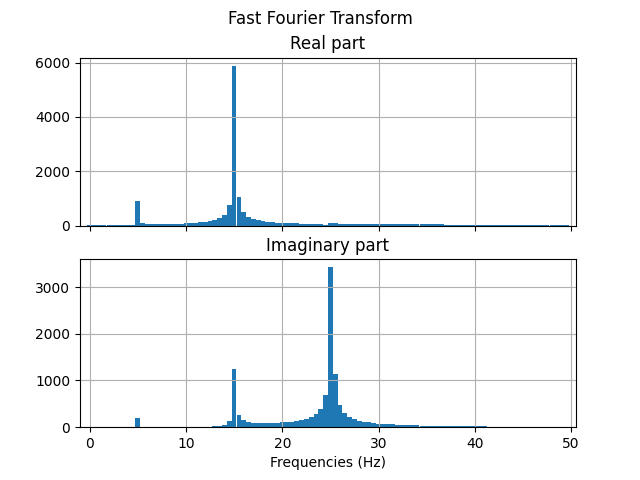 Fast Fourier Transform
Real part
6000
4000
2000
0
Imaginary part
3000
2000
1000
0
0 10 20 30 40 50
Frequencies (Hz)